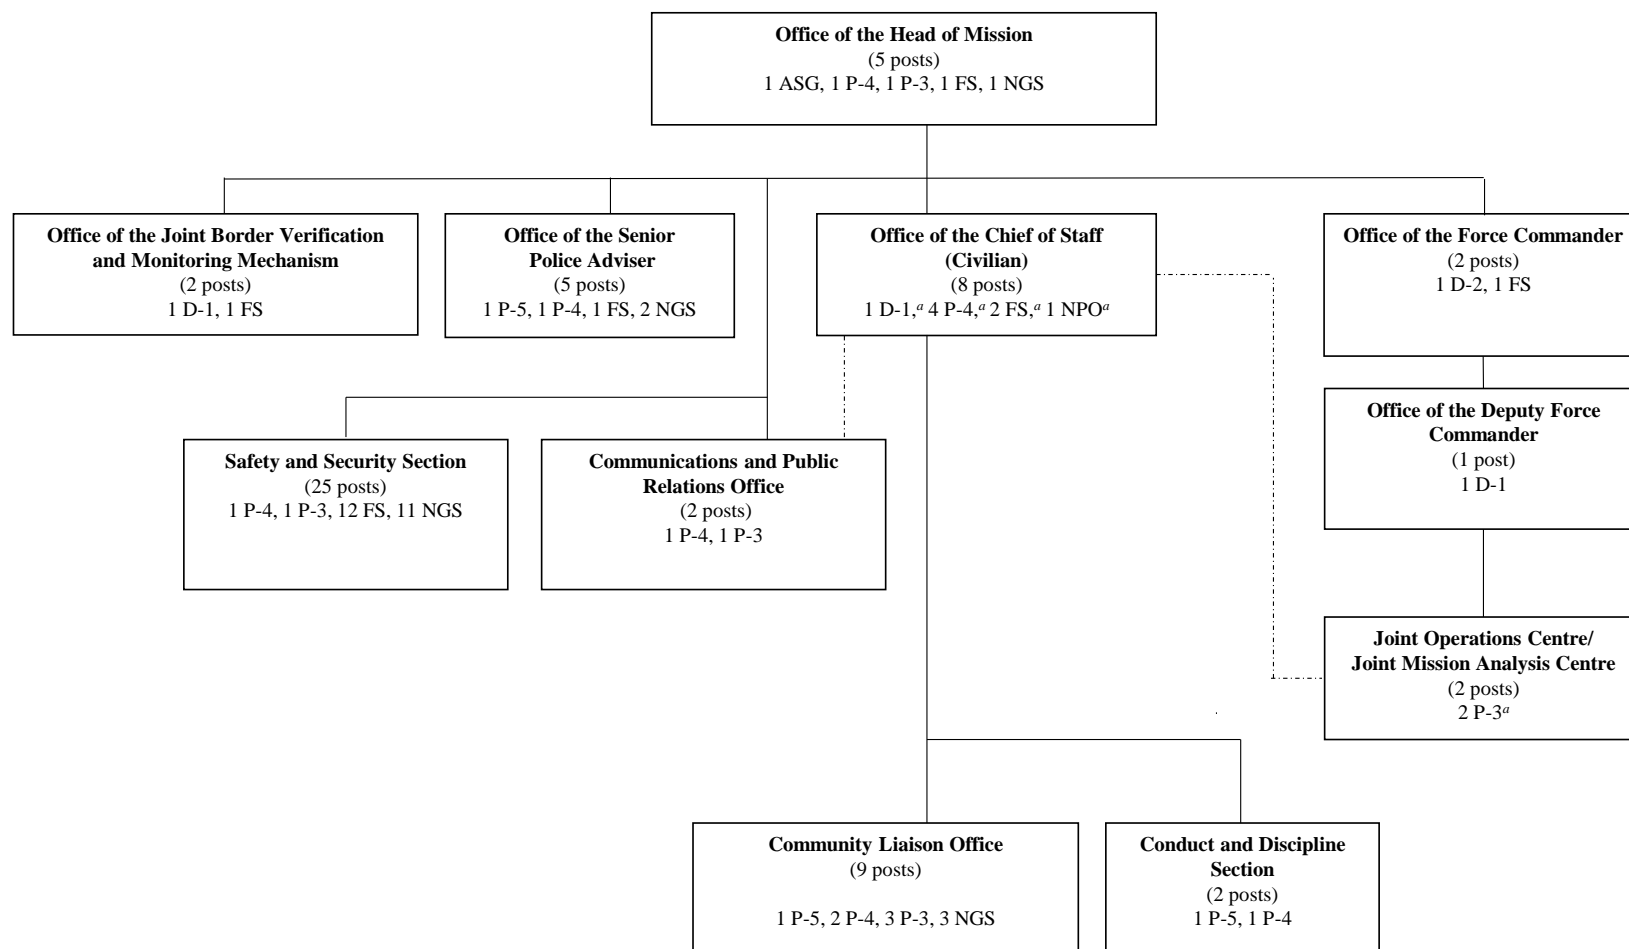 Office of the Head of Mission
(5 posts)
1 ASG, 1 P-4, 1 P-3, 1 FS, 1 NGS
Office of the Joint Border Verification
and Monitoring Mechanism
(2 posts)
1 D-1, 1 FS
Office of the Senior
Police Adviser
(5 posts)
1 P-5, 1 P-4, 1 FS, 2 NGS
Office of the Chief of Staff
(Civilian)
(8 posts)
1 D-1,a 4 P-4,a 2 FS,a 1 NPOa
Office of the Force Commander
(2 posts)
1 D-2, 1 FS
Office of the Deputy Force
Commander
(1 post)
1 D-1
Safety and Security Section
(25 posts)
1 P-4, 1 P-3, 12 FS, 11 NGS
Communications and Public
Relations Office
(2 posts)
1 P-4, 1 P-3
Joint Operations Centre/
Joint Mission Analysis Centre
(2 posts)
2 P-3a
Community Liaison Office
(9 posts)
1 P-5, 2 P-4, 3 P-3, 3 NGS
Conduct and Discipline
Section
(2 posts)
1 P-5, 1 P-4